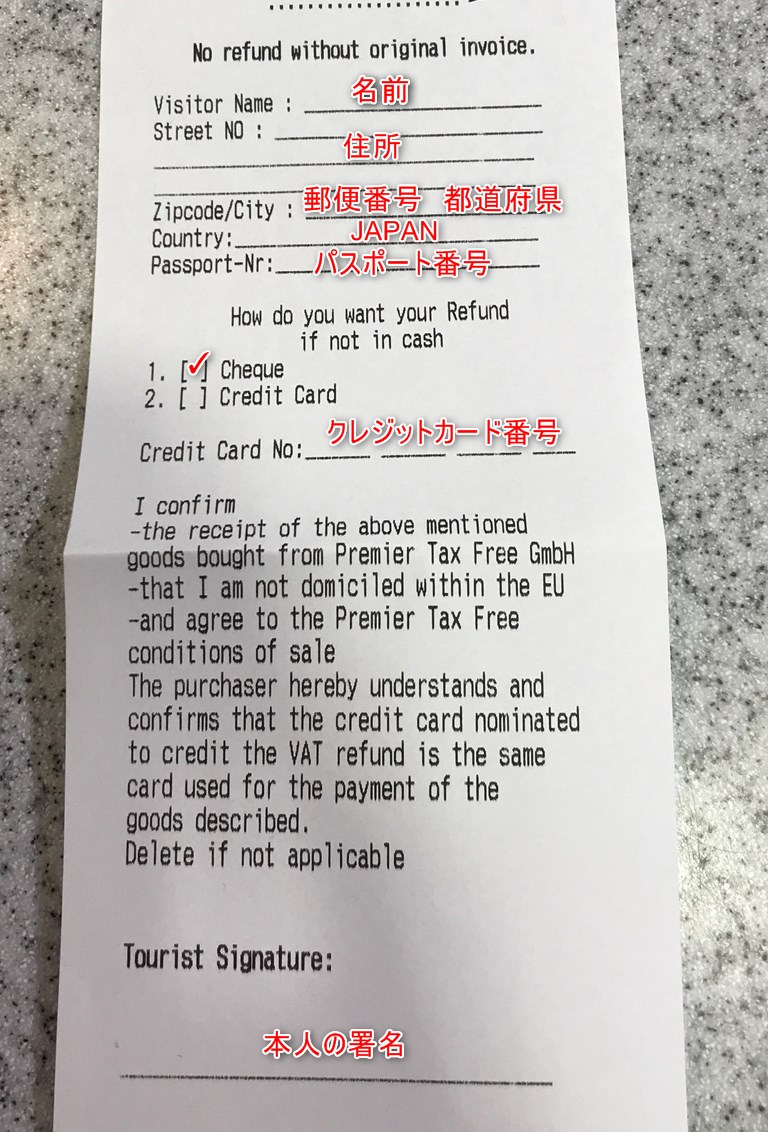 No refund without original invoice.
Visitor Name : 名前
Street NO :
住所
Zipcode/City : 郵便番号 都道府県
Country: JAPAN
Passport-Nr: パスポート番号
How do you want your Refund
if not in cash
1. [✓] Cheque
2. [ ] Credit Card
クレジットカード番号
Credit Card No:
I confirm
-the receipt of the above mentioned
goods bought from Premier Tax Free GmbH
-that I am not domiciled within the EU
-and agree to the Premier Tax Free
conditions of sale
The purchaser hereby understands and
confirms that the credit card nominated
to credit the VAT refund is the same
card used for the payment of the
goods described.
Delete if not applicable
Tourist Signature:
本人の署名